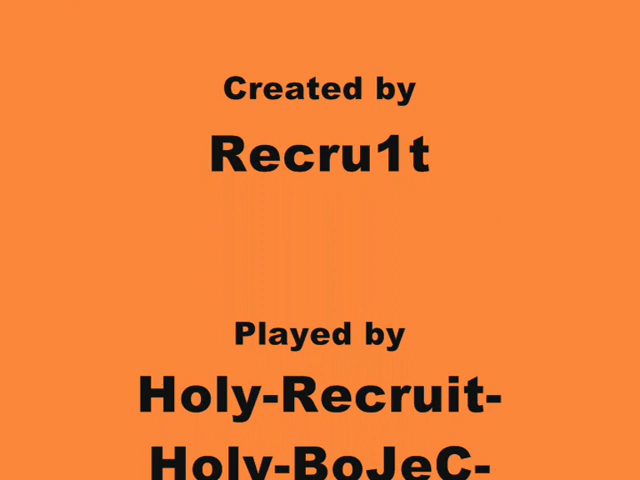 Created by
Recru1t
Played by
Holy-Recruit-
Holy-BoJeC-